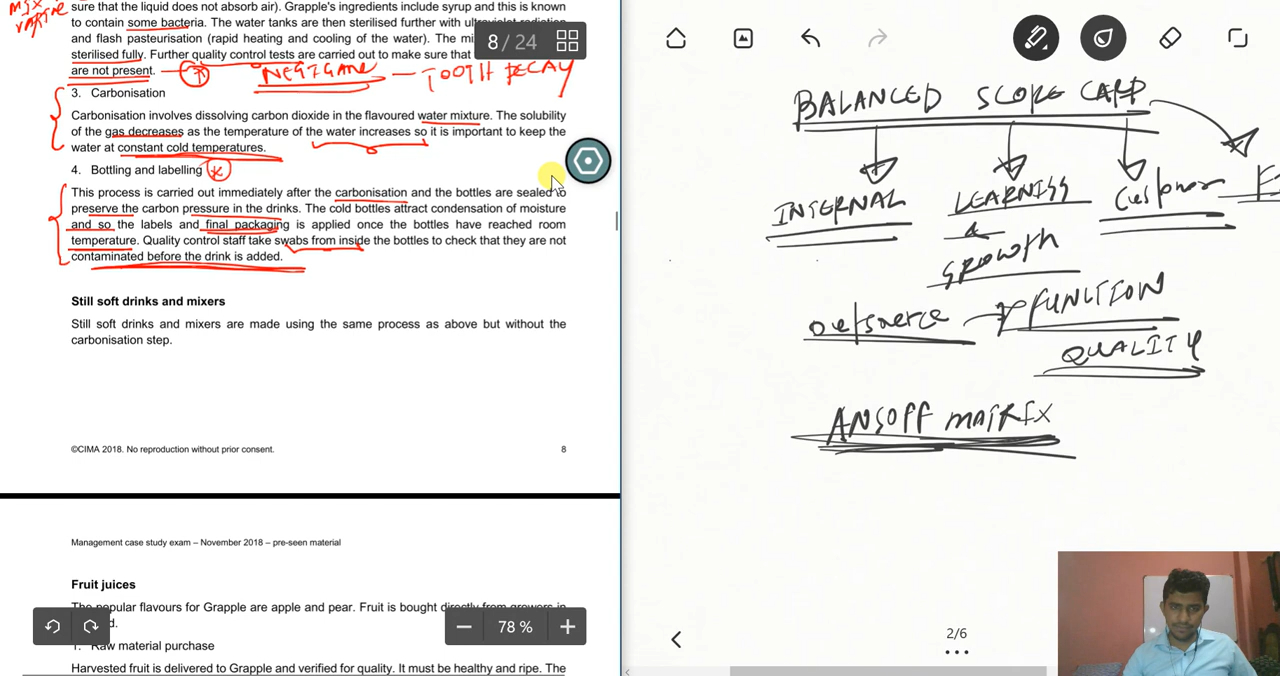 sure that the liquid does not absorb air). Grapple's ingredients include syrup and this is known
to contain some bacteria. The water tanks are then sterilised further with ultraviolet radiation
and flash pasteurisation (rapid heating and cooling of the water). The mi
sterilised fully. Further quality control tests are carried out to make sure that
are not present.
TOOTH DECAY
8 / 24
3. Carbonisation
Carbonisation involves dissolving carbon dioxide in the flavoured water mixture. The solubility
of the gas decreases as the temperature of the water increases so it is important to keep the
water at constant cold temperatures.
4. Bottling and labelling
This process is carried out immediately after the carbonisation and the bottles are sealed to
preserve the carbon pressure in the drinks. The cold bottles attract condensation of moisture
and so the labels and final packaging is applied once the bottles have reached room
temperature. Quality control staff take swabs from inside the bottles to check that they are not
contaminated before the drink is added.
Still soft drinks and mixers
Still soft drinks and mixers are made using the same process as above but without the
carbonisation step.
©CIMA 2018. No reproduction without prior consent. 8
Management case study exam – November 2018 – pre-seen material
Fruit juices
The popular flavours for Grapple are apple and pear. Fruit is bought directly from growers in
d.
1. Raw material purchase
Harvested fruit is delivered to Grapple and verified for quality. It must be healthy and ripe. The
78 %
BALANCED SCORE CARD
INTERNAL
LEARNING
&
GROWTH
Customer
outsource
FUNCTION
QUALITY
ANSOFF MATRIX
2/6